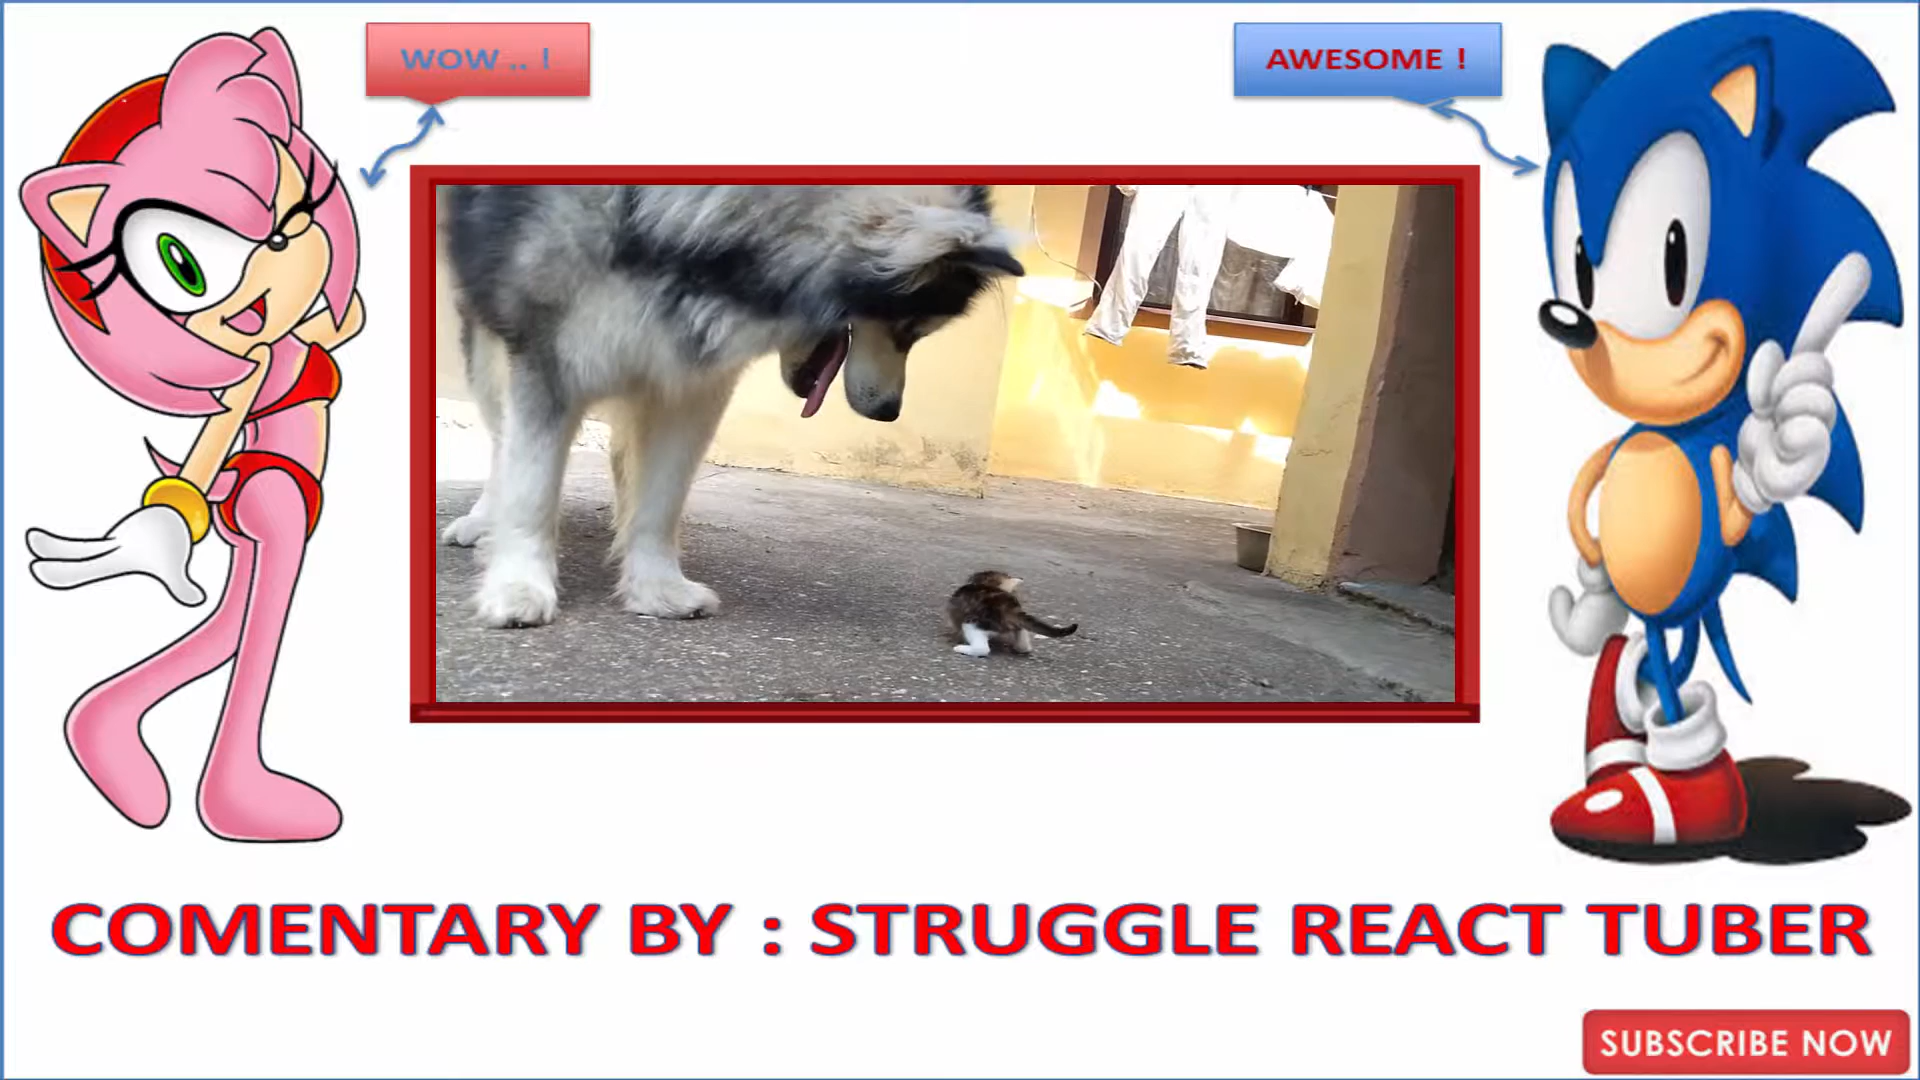 WOW .. !
AWESOME !
COMENTARY BY : STRUGGLE REACT TUBER
SUBSCRIBE NOW